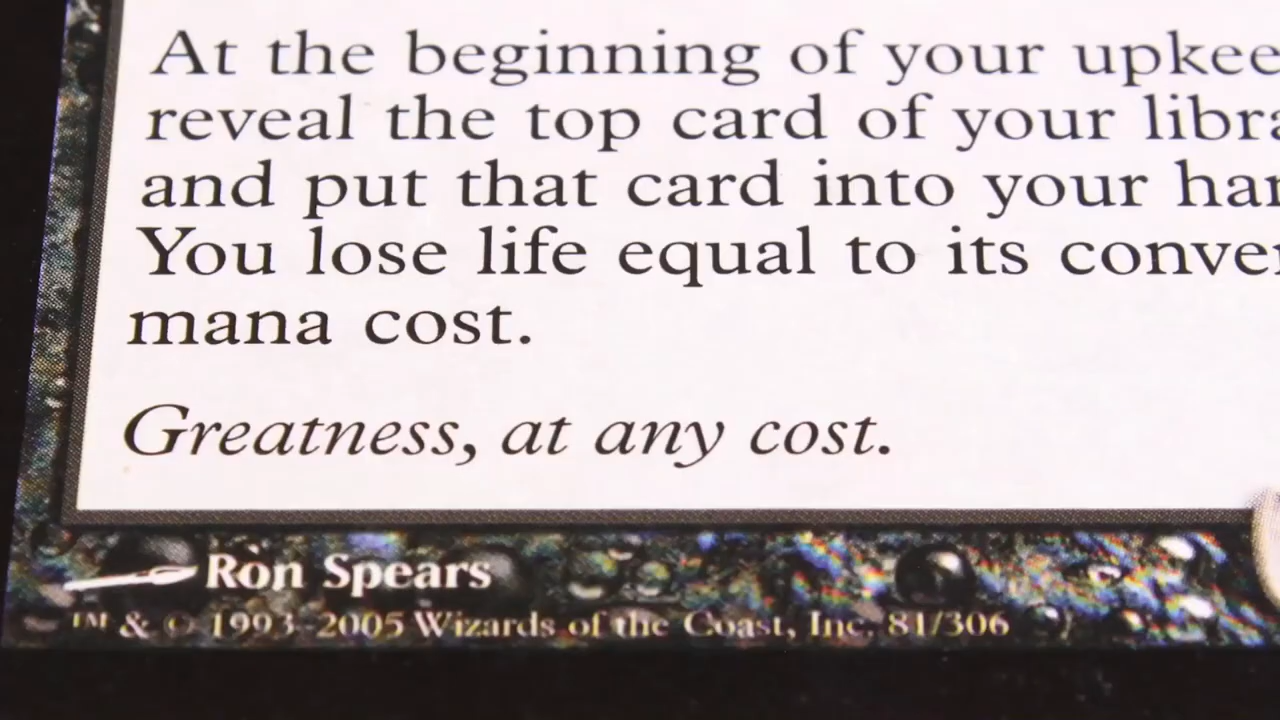 At the beginning of your upkee
reveal the top card of your libra
and put that card into your han
You lose life equal to its conver
mana cost.
Greatness, at any cost.
Ron Spears
™ & © 1993-2005 Wizards of the Coast, Inc. 81/306